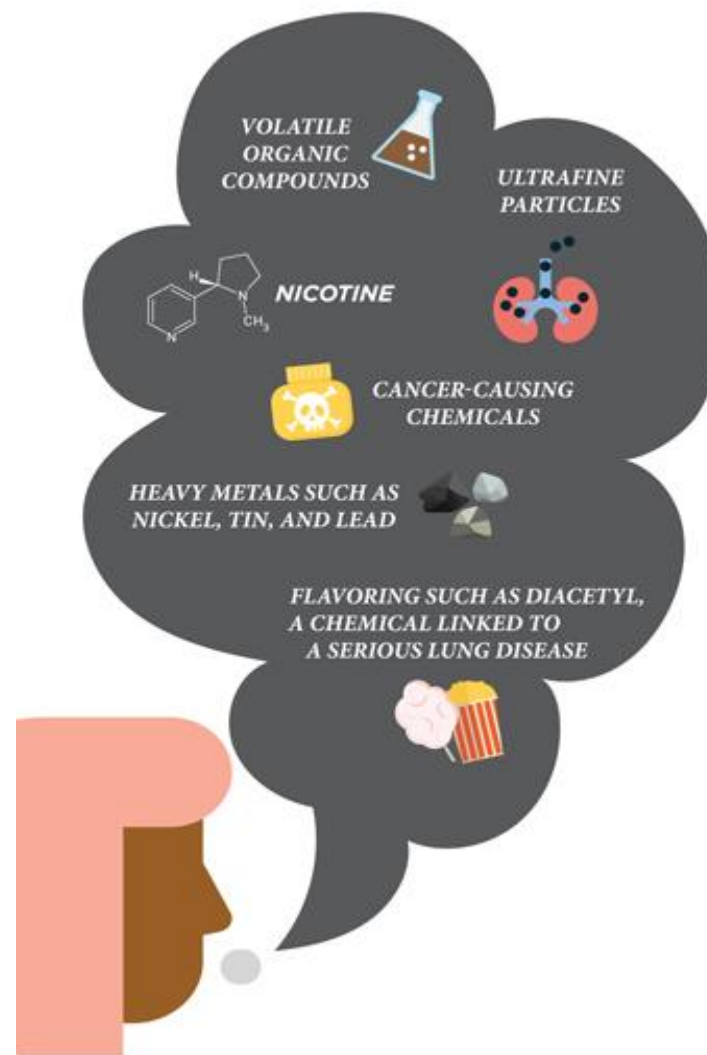 VOLATILE
ORGANIC
COMPOUNDS
ULTRAFINE
PARTICLES
H
N
CH3
N
NICOTINE
CANCER-CAUSING
CHEMICALS
HEAVY METALS SUCH AS
NICKEL, TIN, AND LEAD
FLAVORING SUCH AS DIACETYL,
A CHEMICAL LINKED TO
A SERIOUS LUNG DISEASE